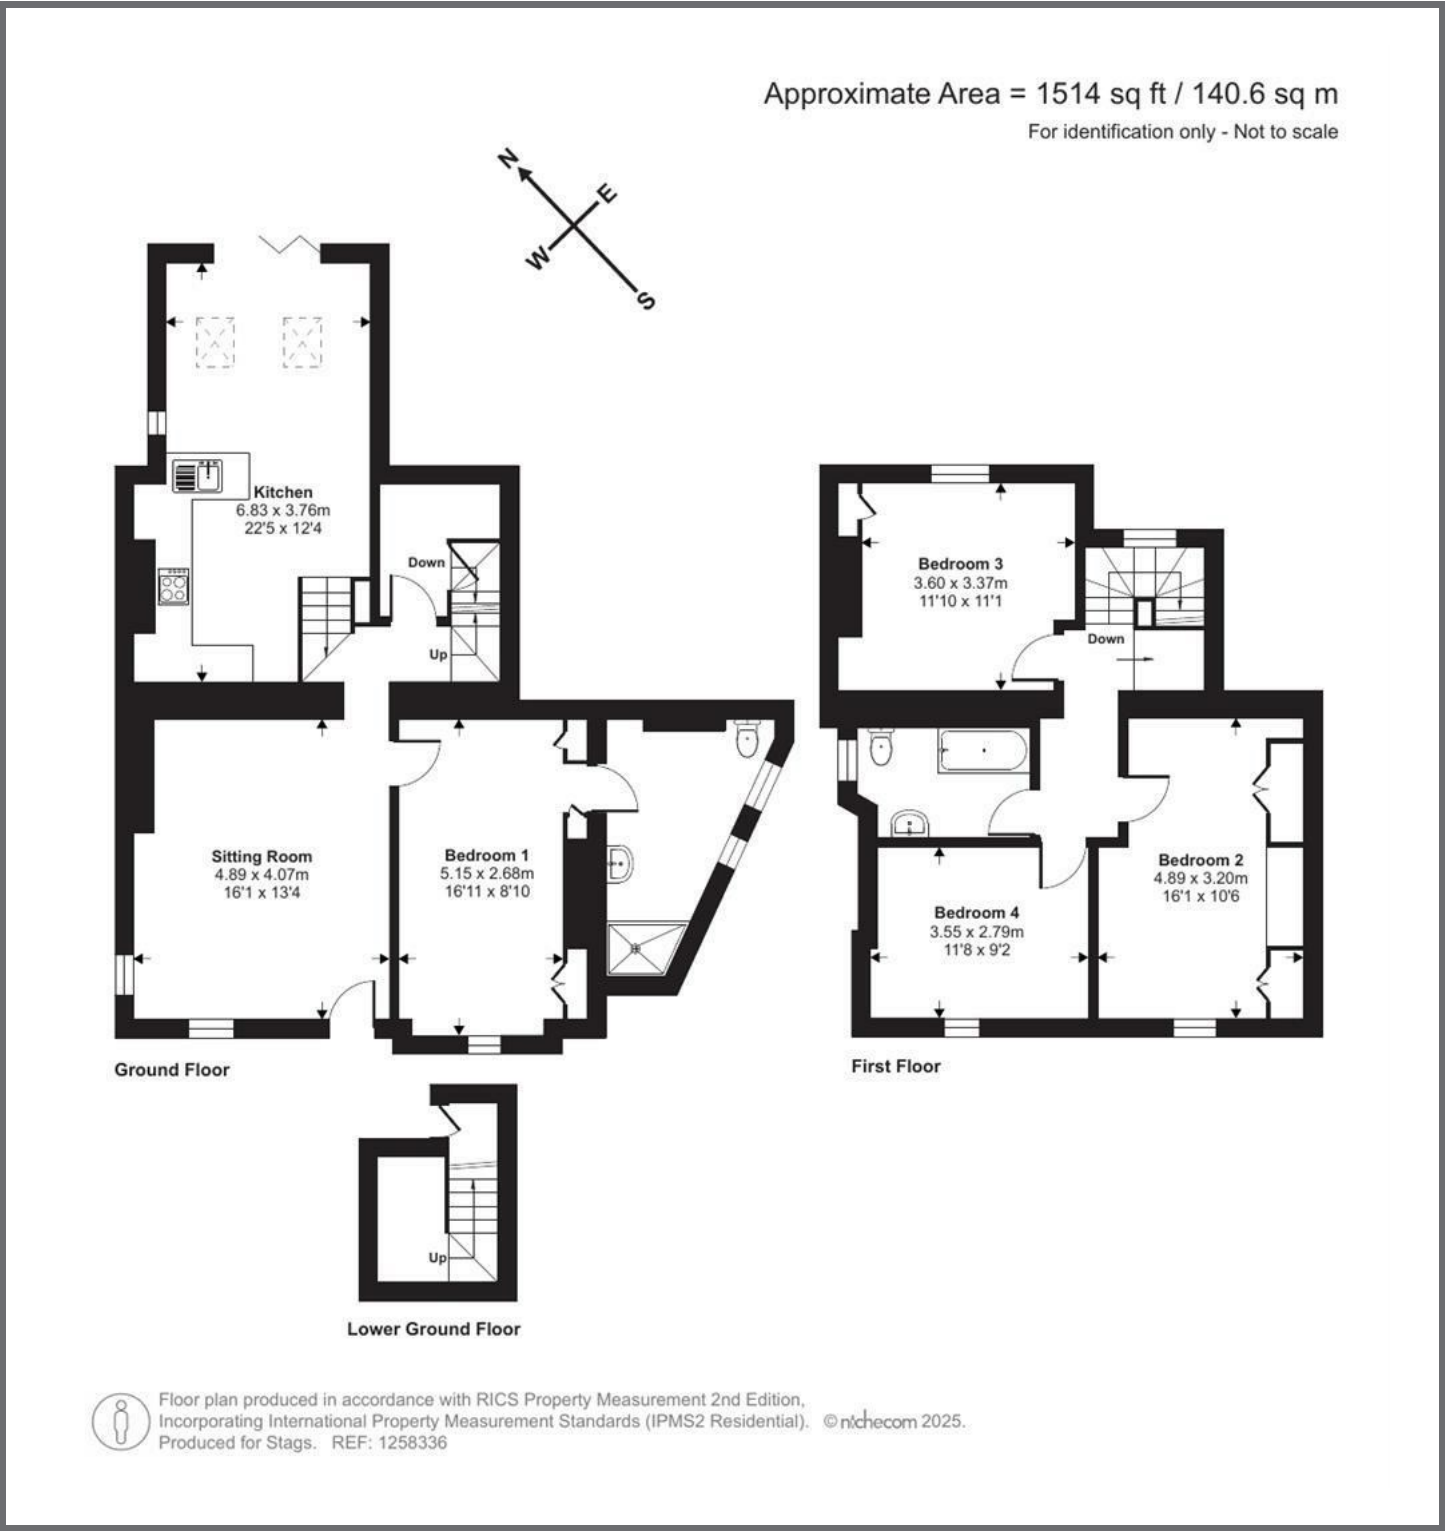 Approximate Area = 1514 sq ft / 140.6 sq m
For identification only - Not to scale
N
E
W
S
Kitchen
6.83 x 3.76m
22'5 x 12'4
Down
Up
Sitting Room
4.89 x 4.07m
16'1 x 13'4
Bedroom 1
5.15 x 2.68m
16'11 x 8'10
Ground Floor
Bedroom 3
3.60 x 3.37m
11'10 x 11'1
Down
Bedroom 2
4.89 x 3.20m
16'1 x 10'6
Bedroom 4
3.55 x 2.79m
11'8 x 9'2
First Floor
Up
Lower Ground Floor
Floor plan produced in accordance with RICS Property Measurement 2nd Edition,
Incorporating International Property Measurement Standards (IPMS2 Residential). © nichecom 2025.
Produced for Stags. REF: 1258336